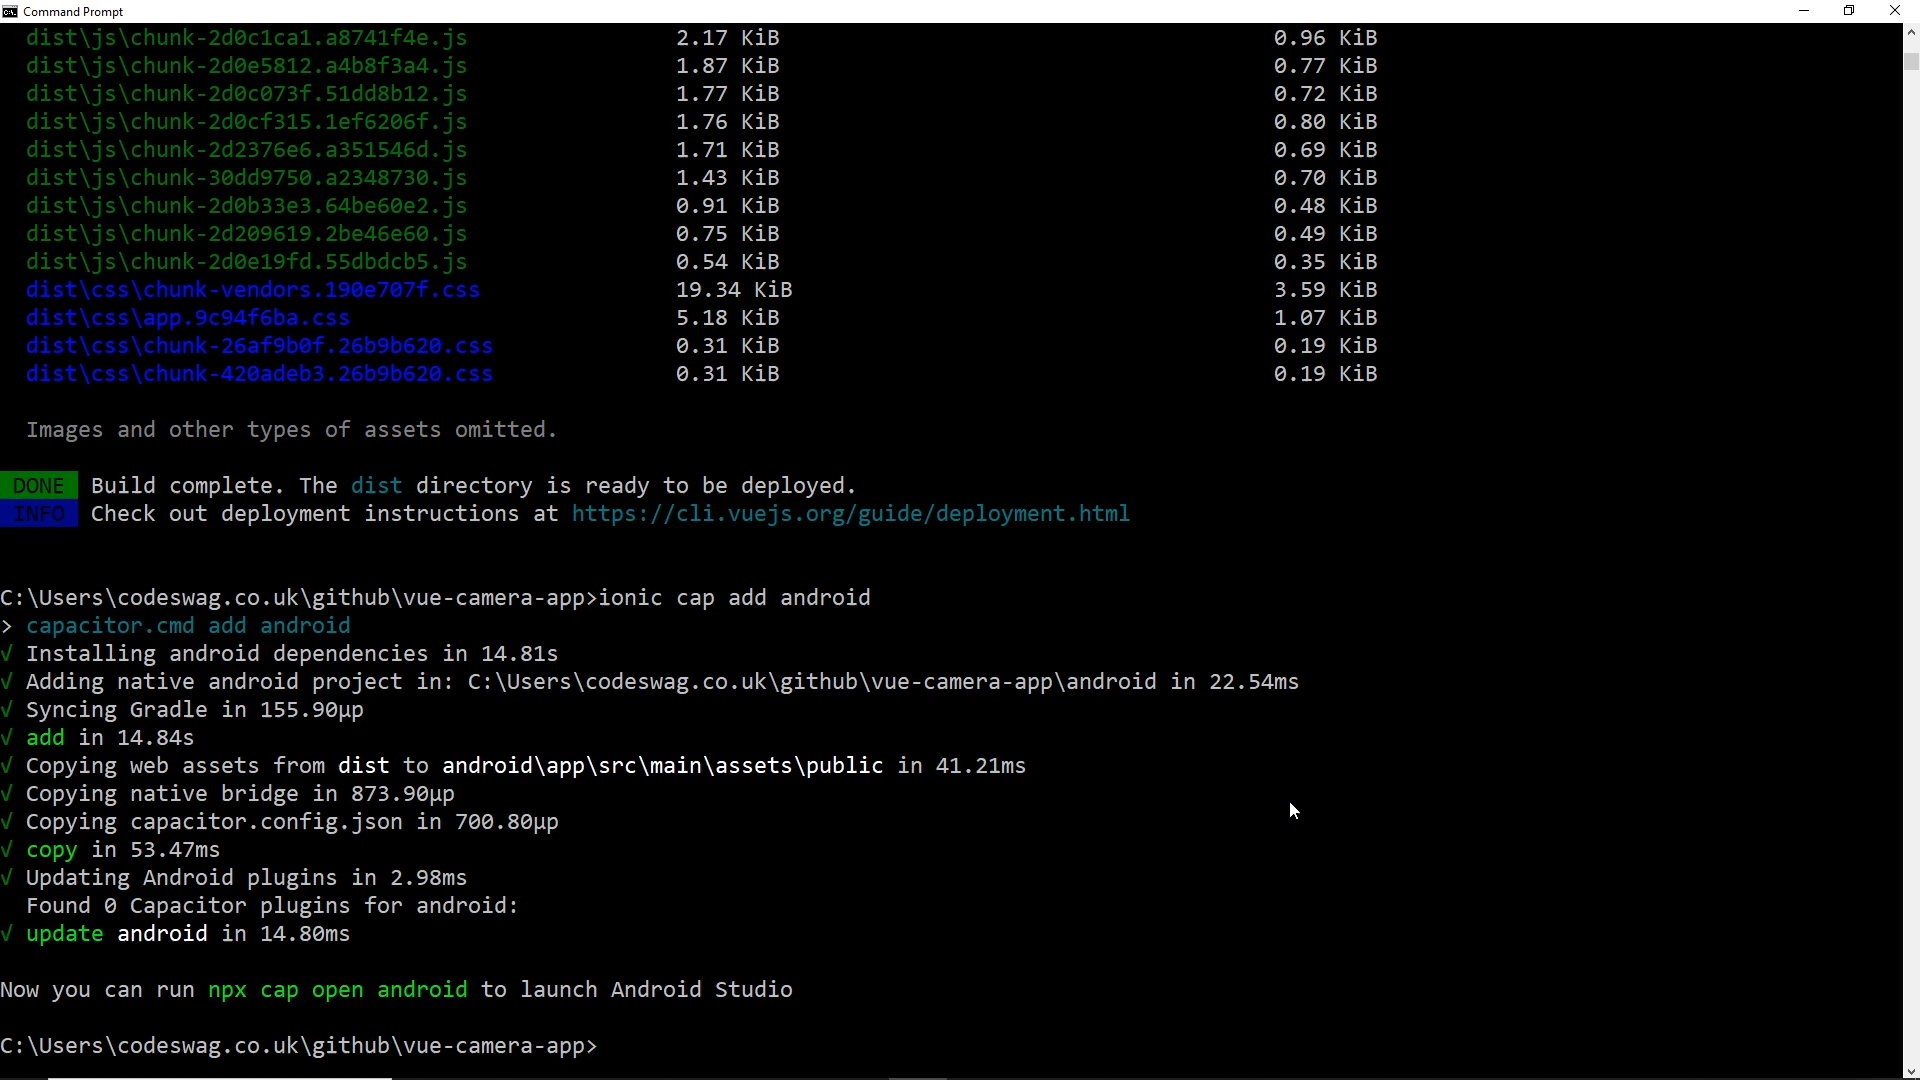 Command Prompt
dist\js\chunk-2d0c1ca1.a8741f4e.js 2.17 KiB 0.96 KiB
dist\js\chunk-2d0e5812.a4b8f3a4.js 1.87 KiB 0.77 KiB
dist\js\chunk-2d0c073f.51dd8b12.js 1.77 KiB 0.72 KiB
dist\js\chunk-2d0cf315.1ef6206f.js 1.76 KiB 0.80 KiB
dist\js\chunk-2d2376e6.a351546d.js 1.71 KiB 0.69 KiB
dist\js\chunk-30dd9750.a2348730.js 1.43 KiB 0.70 KiB
dist\js\chunk-2d0b33e3.64be60e2.js 0.91 KiB 0.48 KiB
dist\js\chunk-2d209619.2be46e60.js 0.75 KiB 0.49 KiB
dist\js\chunk-2d0e19fd.55dbdcb5.js 0.54 KiB 0.35 KiB
dist\css\chunk-vendors.190e707f.css 19.34 KiB 3.59 KiB
dist\css\app.9c94f6ba.css 5.18 KiB 1.07 KiB
dist\css\chunk-26af9b0f.26b9b620.css 0.31 KiB 0.19 KiB
dist\css\chunk-420adeb3.26b9b620.css 0.31 KiB 0.19 KiB
Images and other types of assets omitted.
DONE Build complete. The dist directory is ready to be deployed.
INFO Check out deployment instructions at https://cli.vuejs.org/guide/deployment.html
C:\Users\codeswag.co.uk\github\vue-camera-app>ionic cap add android
> capacitor.cmd add android
√ Installing android dependencies in 14.81s
√ Adding native android project in: C:\Users\codeswag.co.uk\github\vue-camera-app\android in 22.54ms
√ Syncing Gradle in 155.90μp
√ add in 14.84s
√ Copying web assets from dist to android\app\src\main\assets\public in 41.21ms
√ Copying native bridge in 873.90μp
√ Copying capacitor.config.json in 700.80μp
√ copy in 53.47ms
√ Updating Android plugins in 2.98ms
Found 0 Capacitor plugins for android:
√ update android in 14.80ms
Now you can run npx cap open android to launch Android Studio
C:\Users\codeswag.co.uk\github\vue-camera-app>